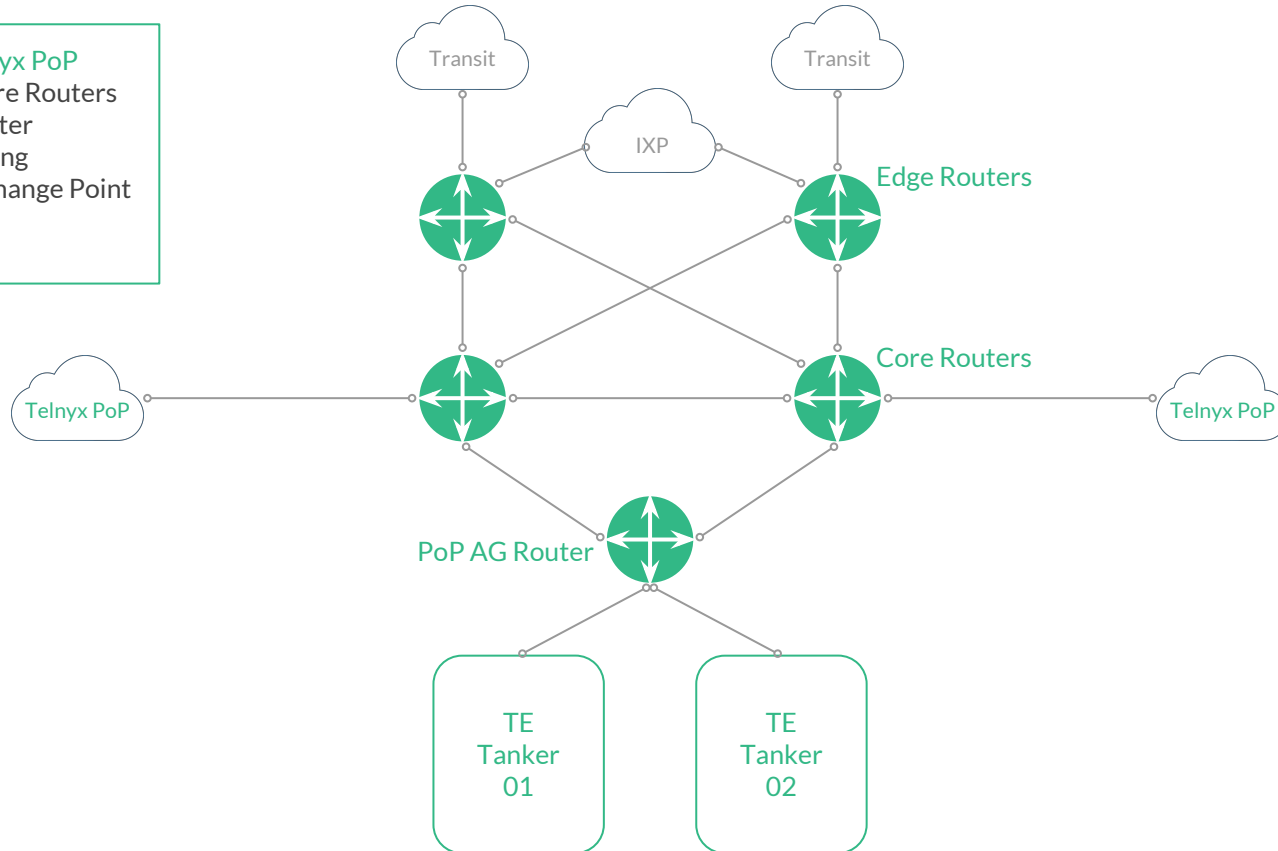 yx PoP
re Routers
ter
ng
hange Point
Transit
Transit
IXP
Edge Routers
Core Routers
Telnyx PoP
Telnyx PoP
PoP AG Router
TE
Tanker
01
TE
Tanker
02